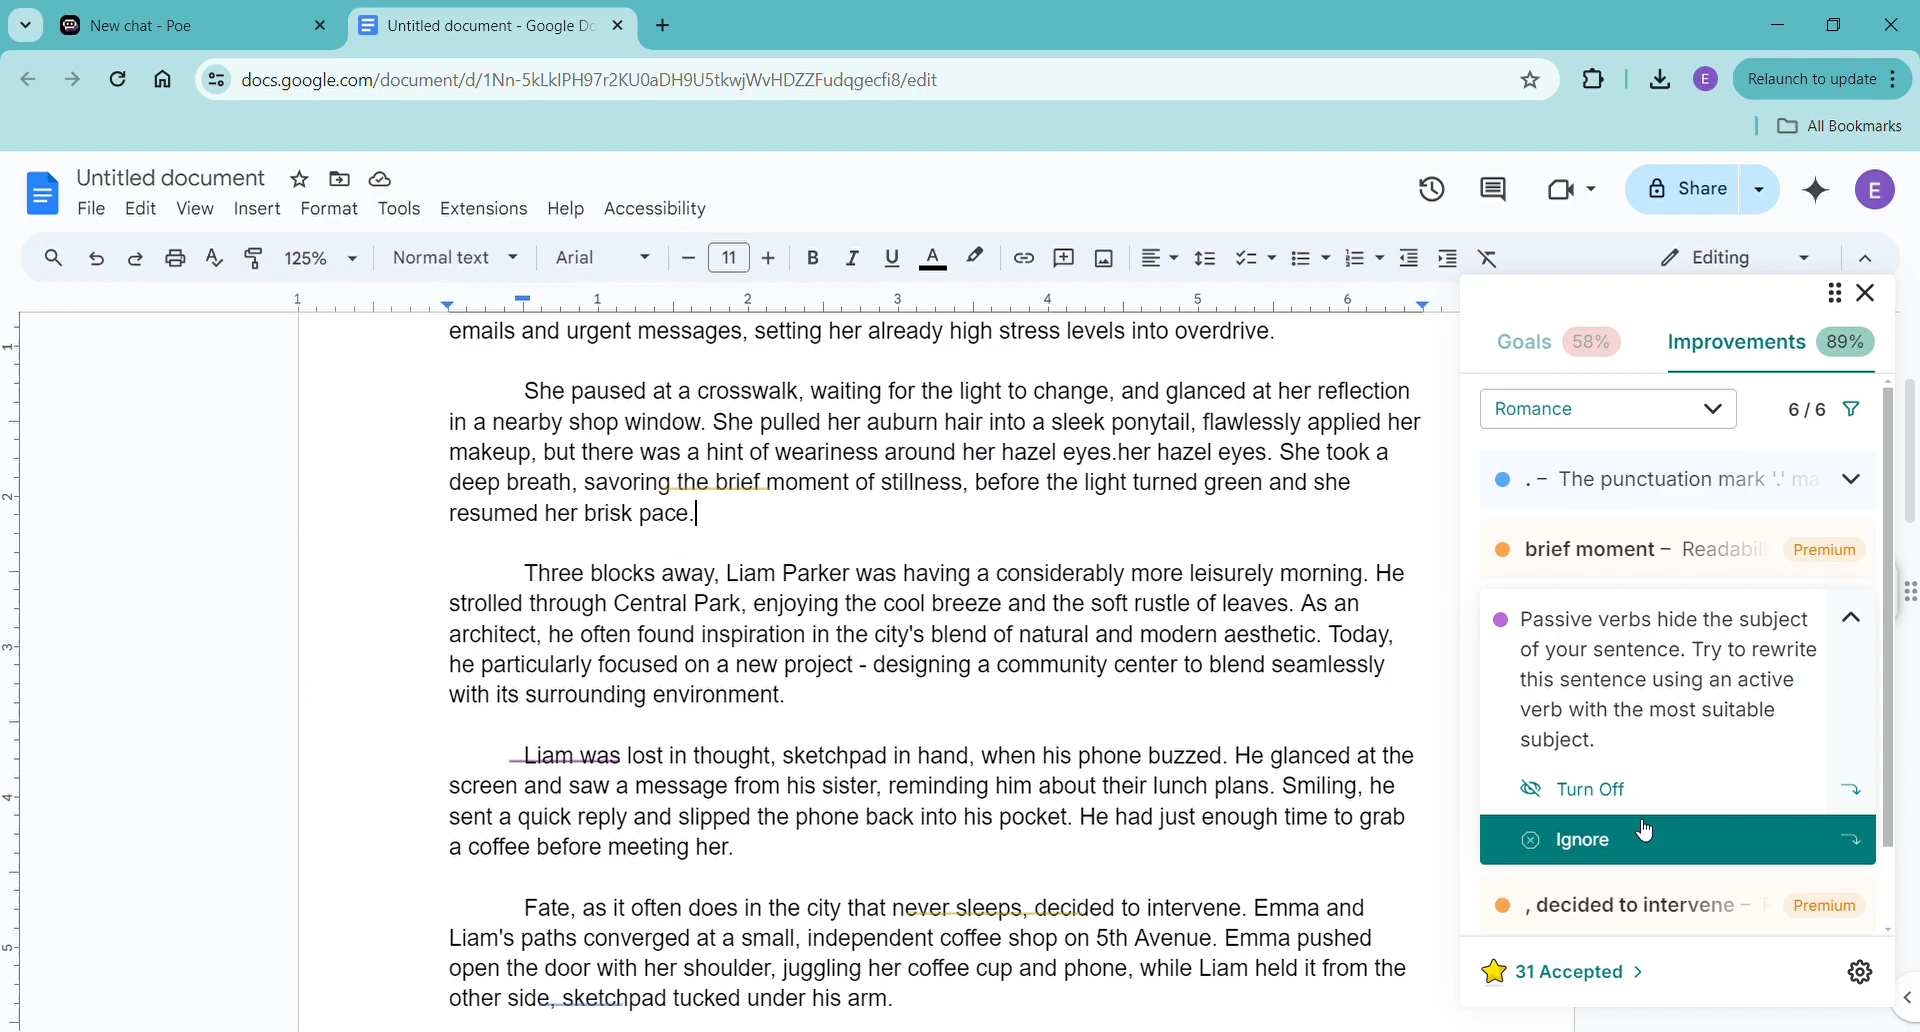 New chat - Poe
Untitled document - Google Do
docs.google.com/document/d/1Nn-5kLkIPH97r2KU0aDH9U5tkwjWvHDZZFudqgecfi8/edit
E
Relaunch to update
All Bookmarks
Untitled document
File Edit View Insert Format Tools Extensions Help Accessibility
Share
E
125% Normal text Arial 11 Editing
1 1 2 3 4 5 6
emails and urgent messages, setting her already high stress levels into overdrive.
She paused at a crosswalk, waiting for the light to change, and glanced at her reflection
in a nearby shop window. She pulled her auburn hair into a sleek ponytail, flawlessly applied her
makeup, but there was a hint of weariness around her hazel eyes.her hazel eyes. She took a
deep breath, savoring the brief moment of stillness, before the light turned green and she
resumed her brisk pace.
Three blocks away, Liam Parker was having a considerably more leisurely morning. He
strolled through Central Park, enjoying the cool breeze and the soft rustle of leaves. As an
architect, he often found inspiration in the city's blend of natural and modern aesthetic. Today,
he particularly focused on a new project - designing a community center to blend seamlessly
with its surrounding environment.
Liam was lost in thought, sketchpad in hand, when his phone buzzed. He glanced at the
screen and saw a message from his sister, reminding him about their lunch plans. Smiling, he
sent a quick reply and slipped the phone back into his pocket. He had just enough time to grab
a coffee before meeting her.
Fate, as it often does in the city that never sleeps, decided to intervene. Emma and
Liam's paths converged at a small, independent coffee shop on 5th Avenue. Emma pushed
open the door with her shoulder, juggling her coffee cup and phone, while Liam held it from the
other side, sketchpad tucked under his arm.
1
2
3
4
5
Goals 58% Improvements 89%
Romance 6 / 6
. – The punctuation mark '.' ma
brief moment – Readabili Premium
Passive verbs hide the subject
of your sentence. Try to rewrite
this sentence using an active
verb with the most suitable
subject.
Turn Off
Ignore
, decided to intervene – Premium
31 Accepted